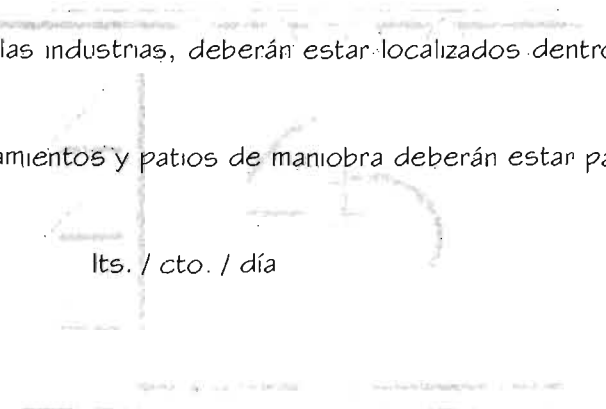 las industrias, deberán estar localizados dentro
amientos y patios de maniobra deberán estar pa
lts. / cto. / día